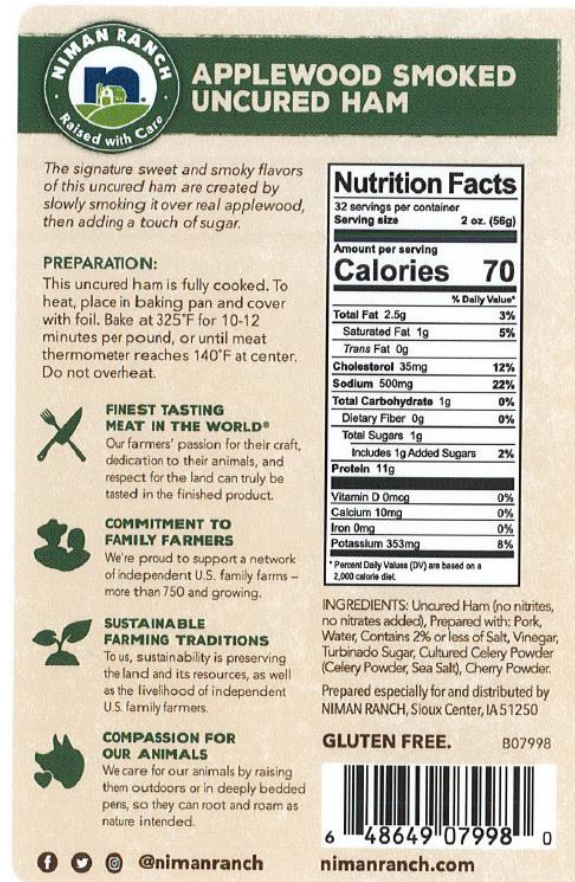 NIMAN RANCH
n
Raised with Care
APPLEWOOD SMOKED
UNCURED HAM
The signature sweet and smoky flavors
of this uncured ham are created by
slowly smoking it over real applewood,
then adding a touch of sugar.
PREPARATION:
This uncured ham is fully cooked. To
heat, place in baking pan and cover
with foil. Bake at 325°F for 10-12
minutes per pound, or until meat
thermometer reaches 140°F at center.
Do not overheat.
FINEST TASTING
MEAT IN THE WORLD®
Our farmers' passion for their craft,
dedication to their animals, and
respect for the land can truly be
tasted in the finished product.
COMMITMENT TO
FAMILY FARMERS
We're proud to support a network
of independent U.S. family farms –
more than 750 and growing.
SUSTAINABLE
FARMING TRADITIONS
To us, sustainability is preserving
the land and its resources, as well
as the livelihood of independent
U.S. family farmers.
COMPASSION FOR
OUR ANIMALS
We care for our animals by raising
them outdoors or in deeply bedded
pens, so they can root and roam as
nature intended.
@nimanranch
Nutrition Facts
32 servings per container
Serving size 2 oz. (56g)
Amount per serving
Calories 70
% Daily Value*
Total Fat 2.5g 3%
Saturated Fat 1g 5%
Trans Fat 0g
Cholesterol 35mg 12%
Sodium 500mg 22%
Total Carbohydrate 1g 0%
Dietary Fiber 0g 0%
Total Sugars 1g
Includes 1g Added Sugars 2%
Protein 11g
Vitamin D 0mcg 0%
Calcium 10mg 0%
Iron 0mg 0%
Potassium 353mg 8%
* Percent Daily Values (DV) are based on a
2,000 calorie diet.
INGREDIENTS: Uncured Ham (no nitrites,
no nitrates added), Prepared with: Pork,
Water, Contains 2% or less of Salt, Vinegar,
Turbinado Sugar, Cultured Celery Powder
(Celery Powder, Sea Salt), Cherry Powder.
Prepared especially for and distributed by
NIMAN RANCH, Sioux Center, IA 51250
GLUTEN FREE. B07998
6 48649 07998 0
nimanranch.com